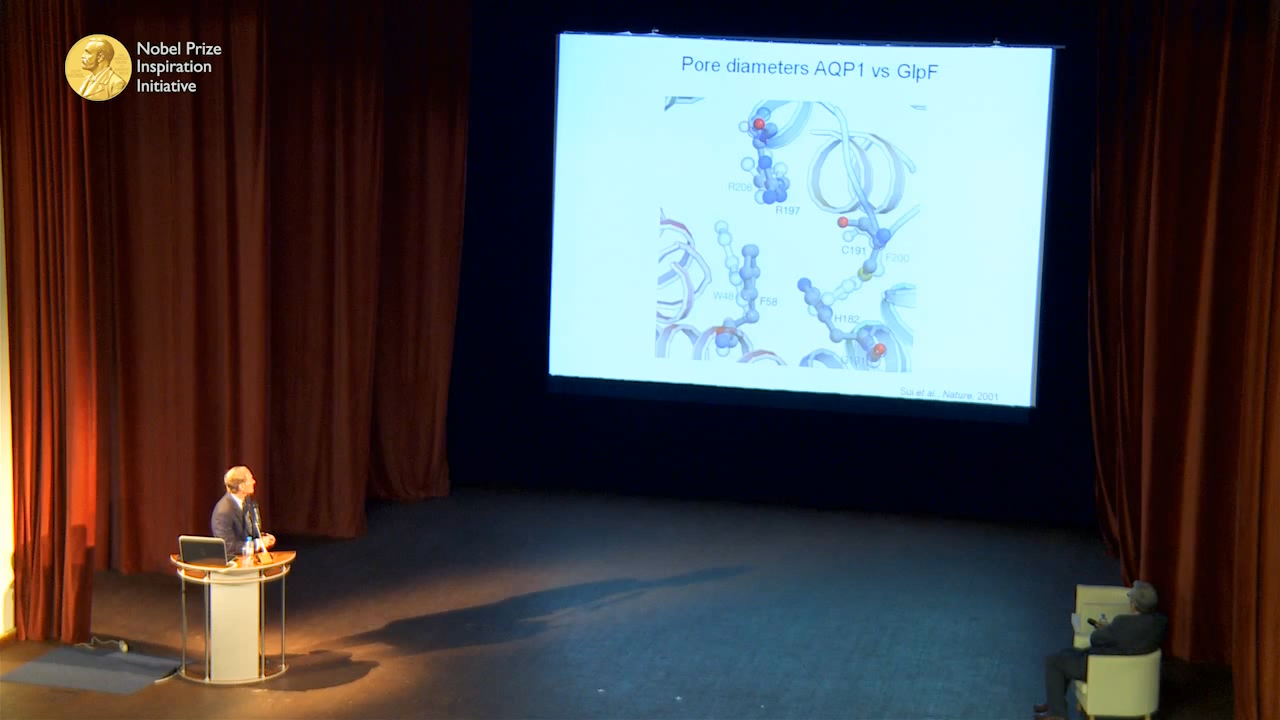 Nobel Prize
Inspiration
Initiative
Pore diameters AQP1 vs GlpF
R206
R197
C191
F200
W48
F58
H182
G191
Sui et al., Nature, 2001